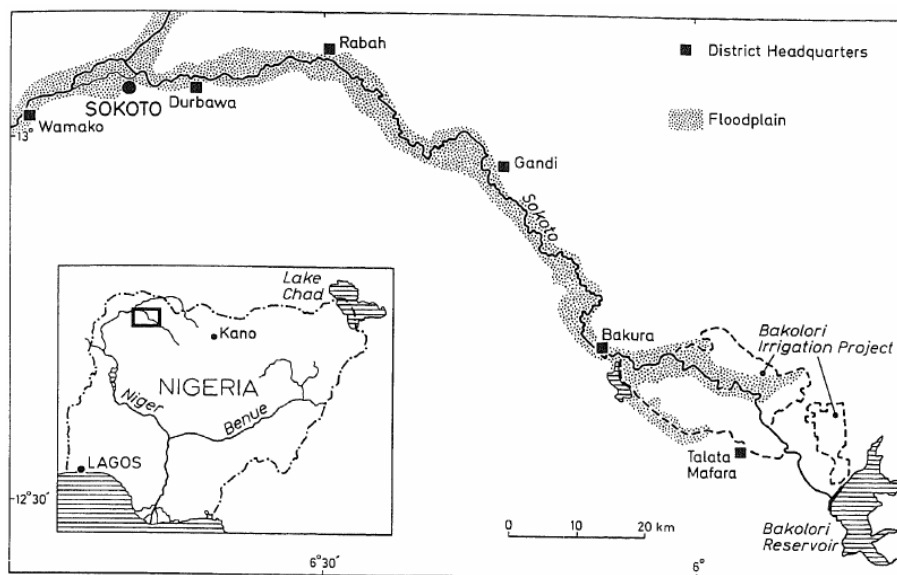 Rabah
District Headquarters
SOKOTO
Durbawa
Floodplain
Wamako
13°
Gandi
Sokoto
Lake
Chad
Kano
NIGERIA
Niger
Benue
LAGOS
Bakura
Bakolori
Irrigation Project
Talata
Mafara
12°30'
0 10 20 km
Bakolori
Reservoir
6°30'
6°